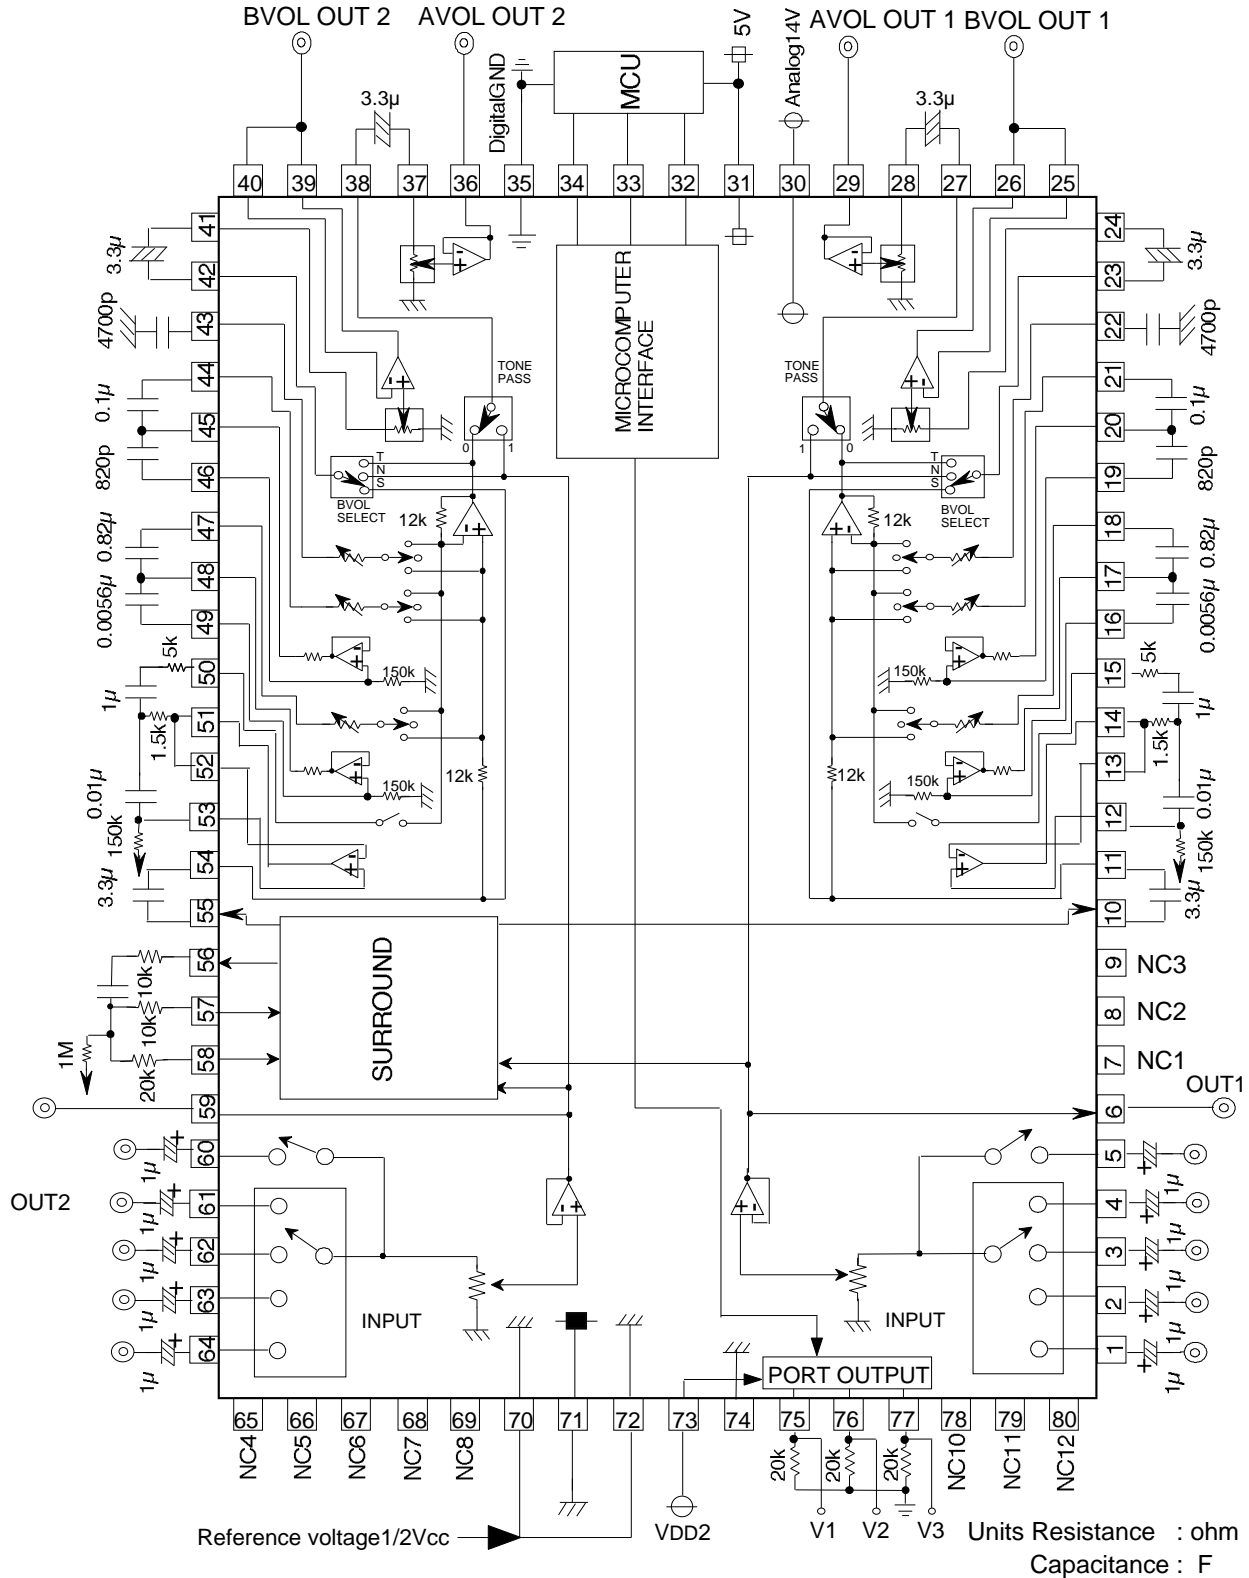 BVOL OUT 2
AVOL OUT 2
AVOL OUT 1
BVOL OUT 1
5V
Analog14V
DigitalGND
MCU
3.3µ
3.3µ
40 39 38 37 36 35 34 33 32 31 30 29 28 27 26 25
41
42
43
44
45
46
47
48
49
50
51
52
53
54
55
56
57
58
59
60
61
62
63
64
3.3µ
4700p
0.1µ
820p
0.82µ
0.0056µ
5k
1µ
1.5k
0.01µ
150k
3.3µ
10k
10k
20k
1M
1µ
1µ
1µ
1µ
1µ
OUT2
MICROCOMPUTER
INTERFACE
TONE
PASS
0
1
T
N
S
BVOL
SELECT
12k
150k
150k
12k
TONE
PASS
1
0
T
N
S
BVOL
SELECT
12k
150k
150k
12k
- +
- +
- +
- +
- +
- +
- +
- +
- +
- +
- +
- +
- +
- +
SURROUND
INPUT
INPUT
PORT OUTPUT
24
23
22
21
20
19
18
17
16
15
14
13
12
11
10
9 NC3
8 NC2
7 NC1
6
5
4
3
2
1
3.3µ
4700p
0.1µ
820p
0.82µ
0.0056µ
5k
1µ
1.5k
0.01µ
150k
3.3µ
OUT1
1µ
1µ
1µ
1µ
1µ
+
+
+
+
+
+
+
+
+
+
65 66 67 68 69 70 71 72 73 74 75 76 77 78 79 80
NC4 NC5 NC6 NC7 NC8
20k 20k 20k
NC10 NC11 NC12
Reference voltage1/2Vcc
VDD2
V1 V2 V3
Units Resistance : ohm
Capacitance : F